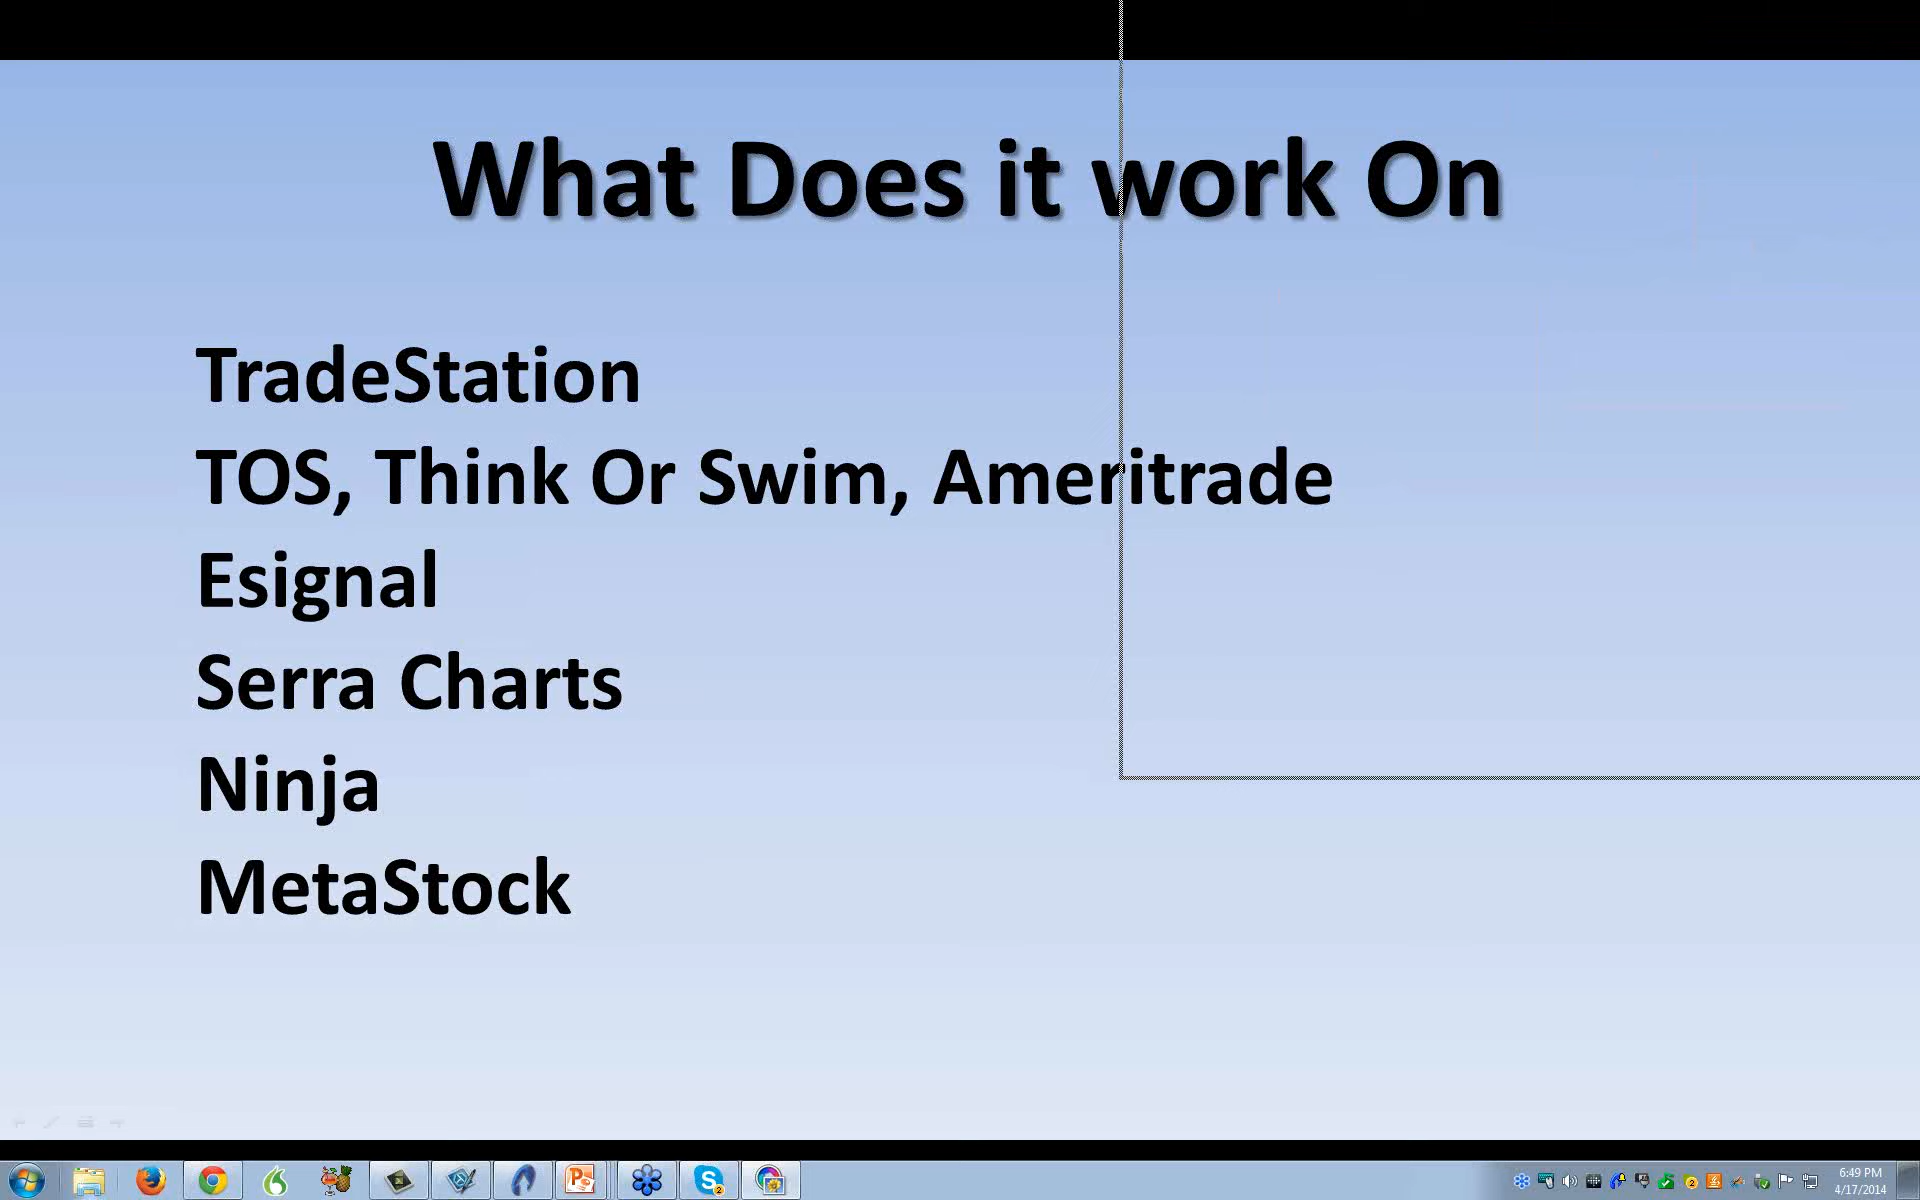 What Does it work On
TradeStation
TOS, Think Or Swim, Ameritrade
Esignal
Serra Charts
Ninja
MetaStock
6:49 PM
4/17/2014